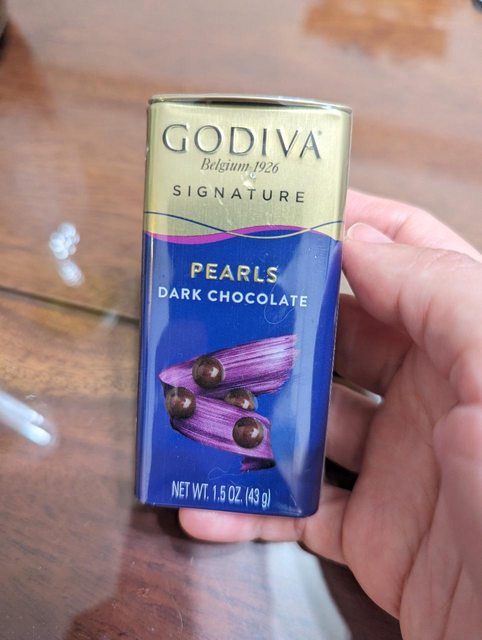 GODIVA
Belgium 1926
SIGNATURE
PEARLS
DARK CHOCOLATE
NET WT. 1.5 OZ. (43 g)